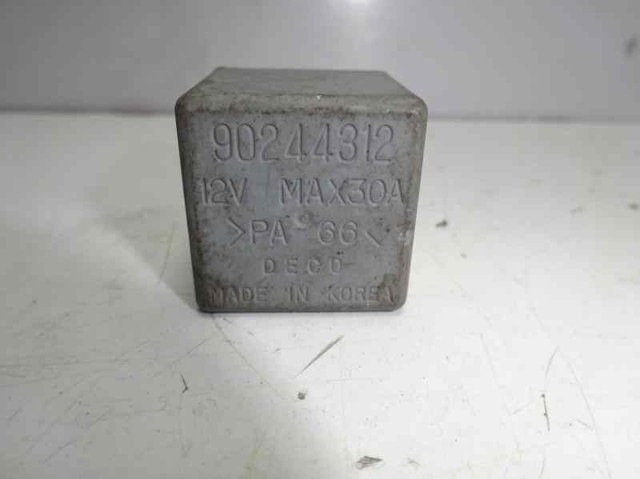 90244312
12V MAX30A
>PA 66<
DECO
MADE IN KOREA